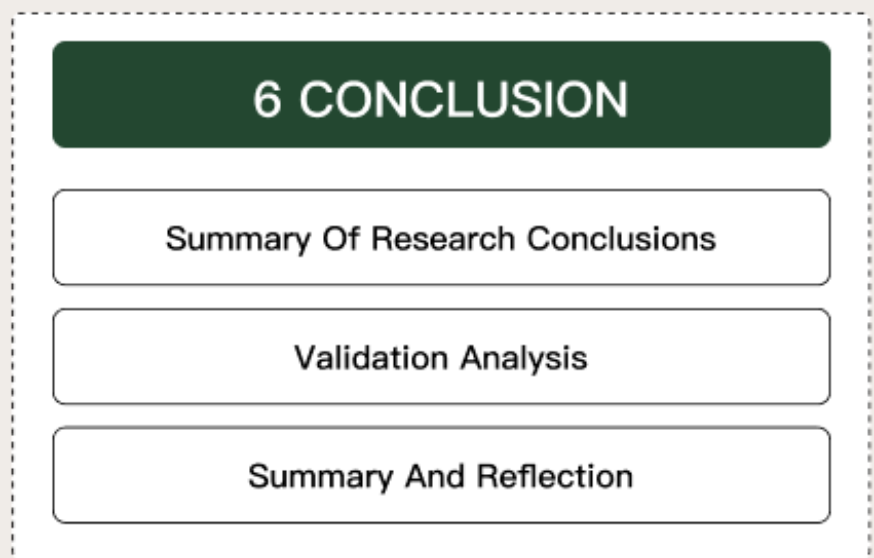 6 CONCLUSION
Summary Of Research Conclusions
Validation Analysis
Summary And Reflection